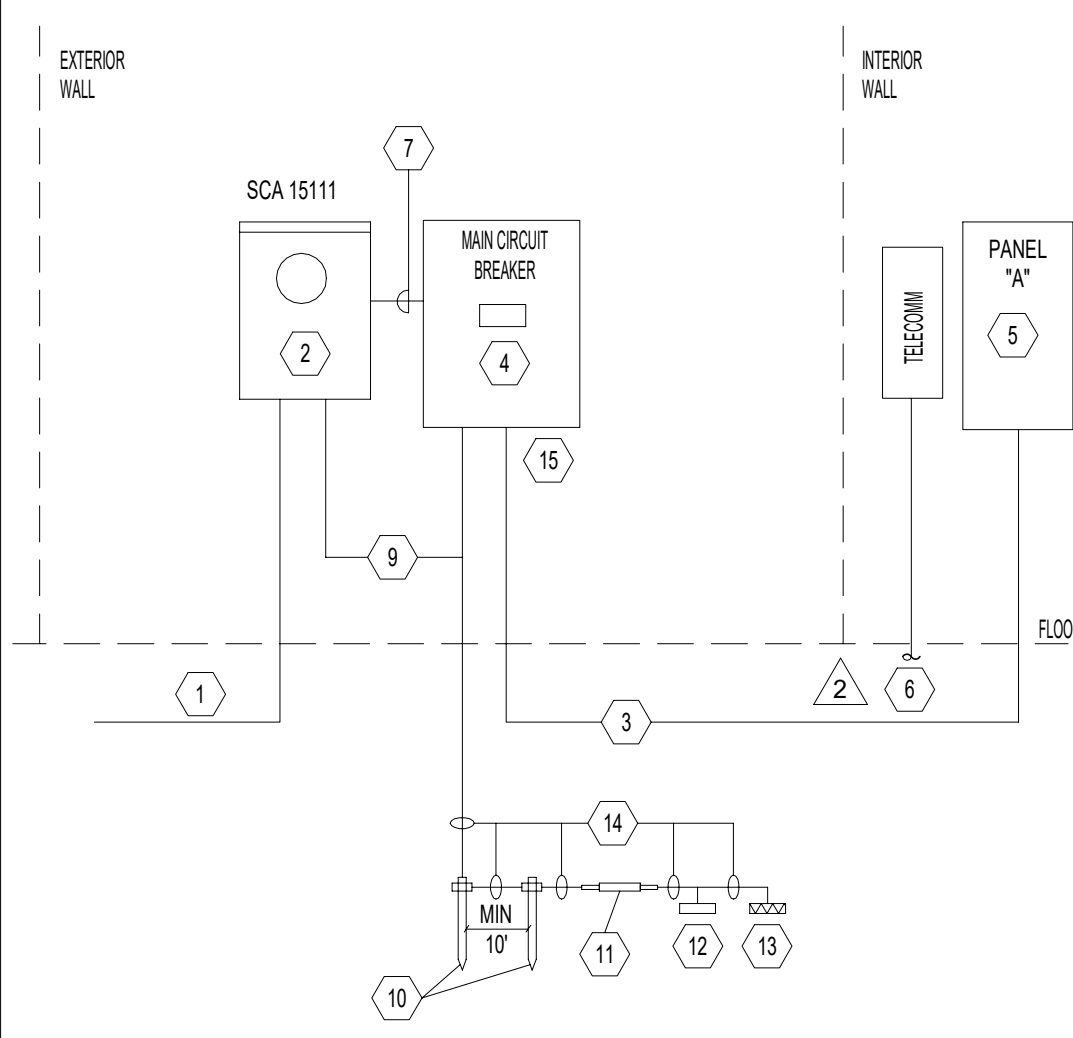 EXTERIOR
WALL
INTERIOR
WALL
7
SCA 15111
MAIN CIRCUIT
BREAKER
PANEL
"A"
TELECOMM
2
4
5
15
9
FLOO
1
2
6
3
14
MIN
10'
11
12
13
10